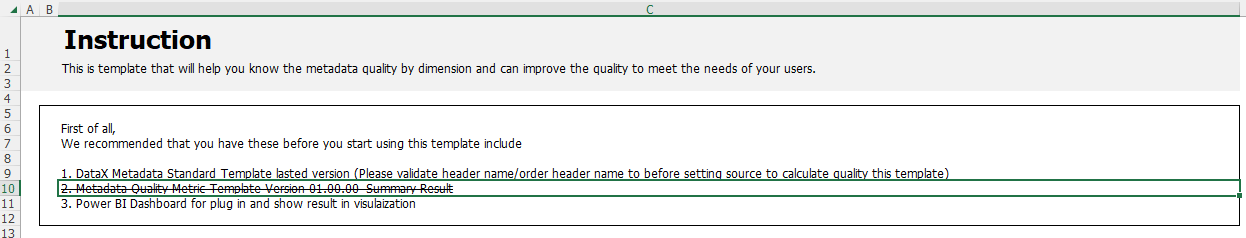 A B C
1 Instruction
2 This is template that will help you know the metadata quality by dimension and can improve the quality to meet the needs of your users.
3
4
5
6 First of all,
7 We recommended that you have these before you start using this template include
8
9 1. DataX Metadata Standard Template lasted version (Please validate header name/order header name to before setting source to calculate quality this template)
10 2. Metadata Quality Metric Template Version 01.00.00 Summary Result
11 3. Power BI Dashboard for plug in and show result in visulaization
12
13